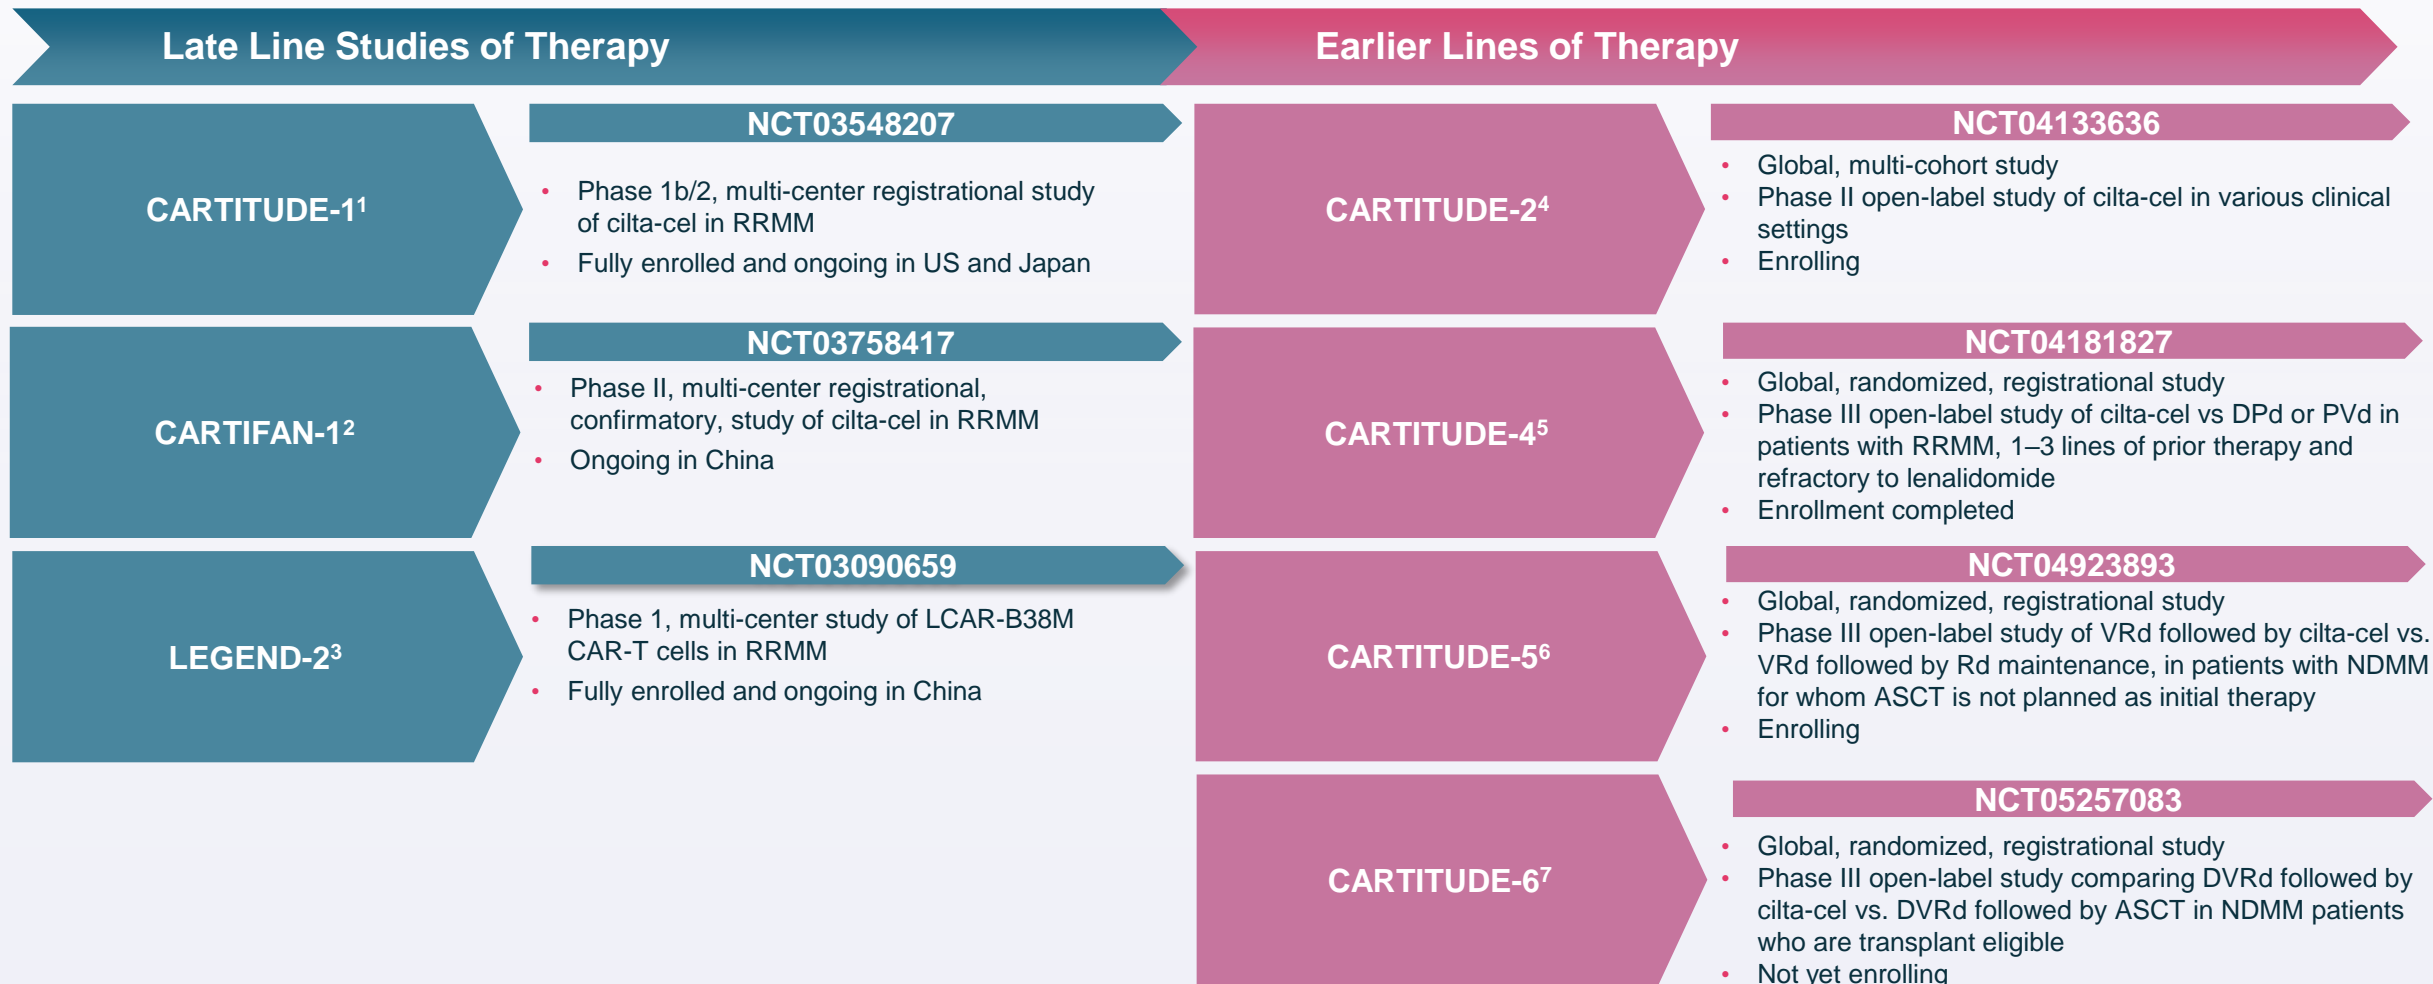 Late Line Studies of Therapy
Earlier Lines of Therapy
CARTITUDE-1¹
NCT03548207
• Phase 1b/2, multi-center registrational study
of cilta-cel in RRMM
• Fully enrolled and ongoing in US and Japan
CARTIFAN-1²
NCT03758417
• Phase II, multi-center registrational,
confirmatory, study of cilta-cel in RRMM
• Ongoing in China
LEGEND-2³
NCT03090659
• Phase 1, multi-center study of LCAR-B38M
CAR-T cells in RRMM
• Fully enrolled and ongoing in China
CARTITUDE-2⁴
NCT04133636
• Global, multi-cohort study
• Phase II open-label study of cilta-cel in various clinical
settings
• Enrolling
CARTITUDE-4⁵
NCT04181827
• Global, randomized, registrational study
• Phase III open-label study of cilta-cel vs DPd or PVd in
patients with RRMM, 1–3 lines of prior therapy and
refractory to lenalidomide
• Enrollment completed
CARTITUDE-5⁶
NCT04923893
• Global, randomized, registrational study
• Phase III open-label study of VRd followed by cilta-cel vs.
VRd followed by Rd maintenance, in patients with NDMM
for whom ASCT is not planned as initial therapy
• Enrolling
CARTITUDE-6⁷
NCT05257083
• Global, randomized, registrational study
• Phase III open-label study comparing DVRd followed by
cilta-cel vs. DVRd followed by ASCT in NDMM patients
who are transplant eligible
• Not yet enrolling